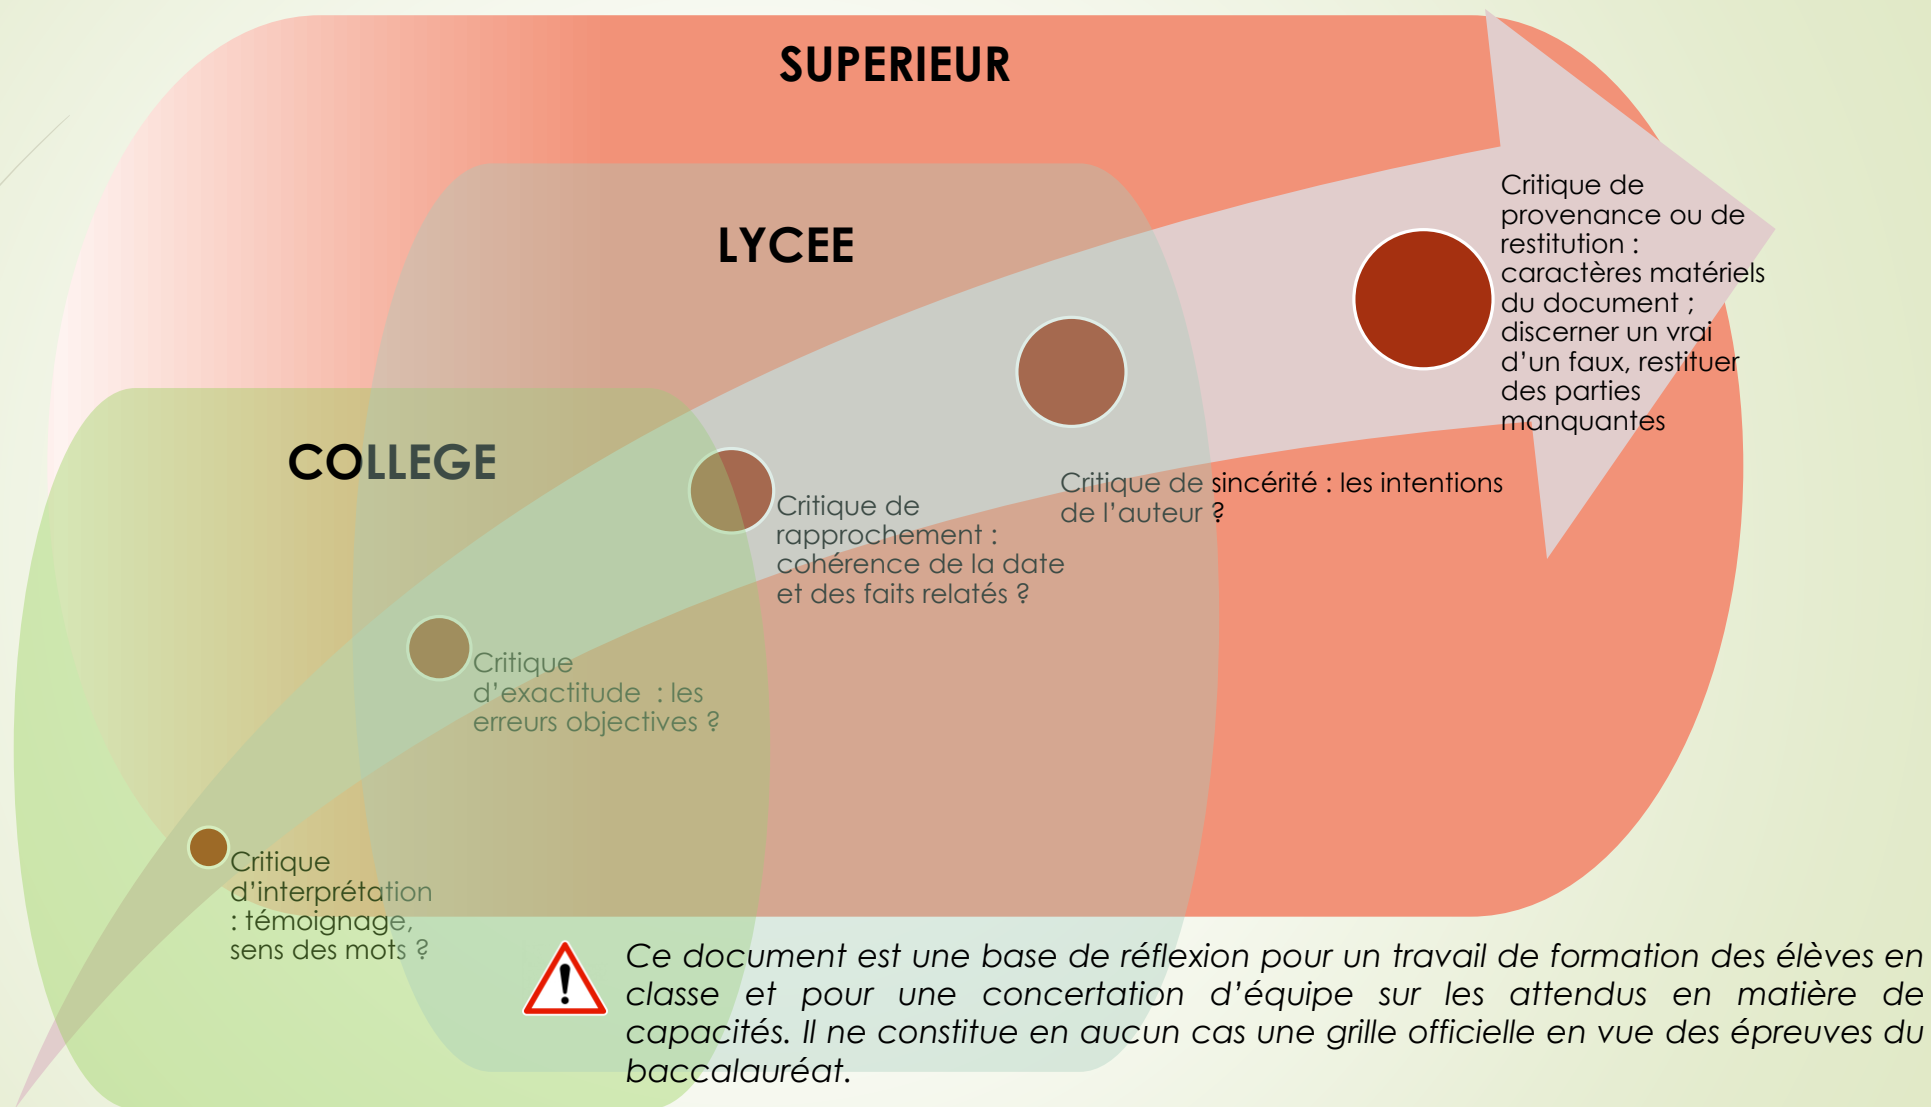 SUPERIEUR
LYCEE
COLLEGE
Critique de
provenance ou de
restitution :
caractères matériels
du document ;
discerner un vrai
d’un faux, restituer
des parties
manquantes
Critique de sincérité : les intentions
de l’auteur ?
Critique de
rapprochement :
cohérence de la date
et des faits relatés ?
Critique
d’exactitude  : les
erreurs objectives ?
Critique
d’interprétation
: témoignage,
sens des mots ?
Ce document est une base de réflexion pour un travail de formation des élèves en
classe et pour une concertation d’équipe sur les attendus en matière de
capacités. Il ne constitue en aucun cas une grille officielle en vue des épreuves du
baccalauréat.